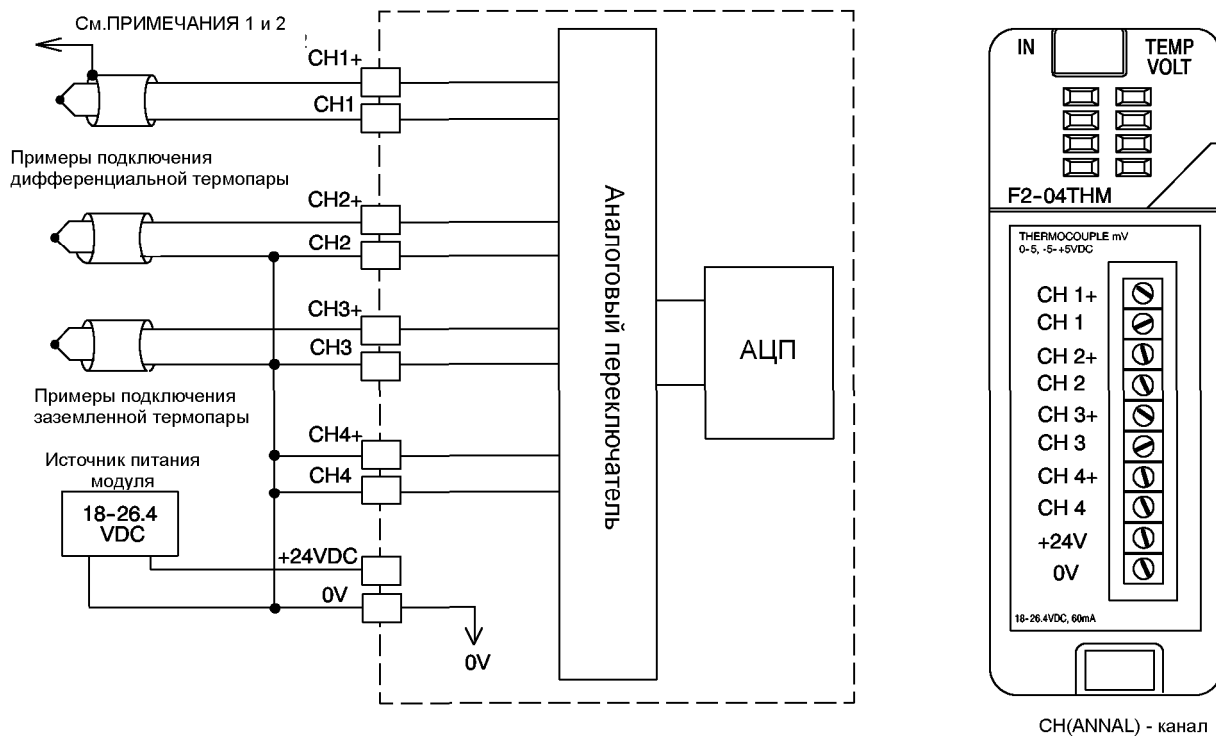 См.ПРИМЕЧАНИЯ 1 и 2
CH1+
CH1
Примеры подключения
дифференциальной термопары
CH2+
CH2
CH3+
CH3
Примеры подключения
заземленной термопары
CH4+
CH4
Источник питания
модуля
18-26.4
VDC
+24VDC
0V
0V
Аналоговый переключатель
АЦП
IN
TEMP
VOLT
F2-04THM
THERMOCOUPLE mV
0-5, -5-+5VDC
CH 1+
CH 1
CH 2+
CH 2
CH 3+
CH 3
CH 4+
CH 4
+24V
0V
18-26.4VDC, 60mA
CH(ANNAL) - канал